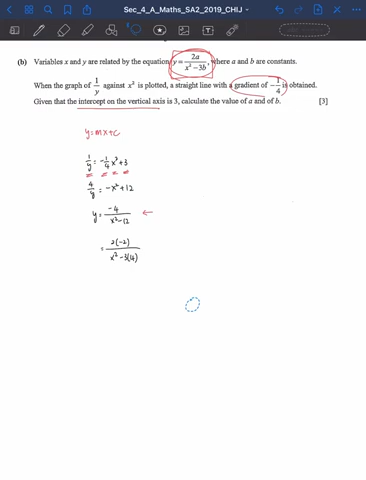 Sec_4_A_Maths_SA2_2019_CHIJ
(b) Variables x and y are related by the equation y = 2a / (x² − 3b), where a and b are constants.
When the graph of 1/y against x² is plotted, a straight line with a gradient of −1/4 is obtained.
Given that the intercept on the vertical axis is 3, calculate the value of a and of b. [3]
y = mx + c
1/y = −1/4 x² + 3
4/y = −x² + 12
y = −4 / (x² − 12) ←
= 2(−2) / (x² − 3(4))